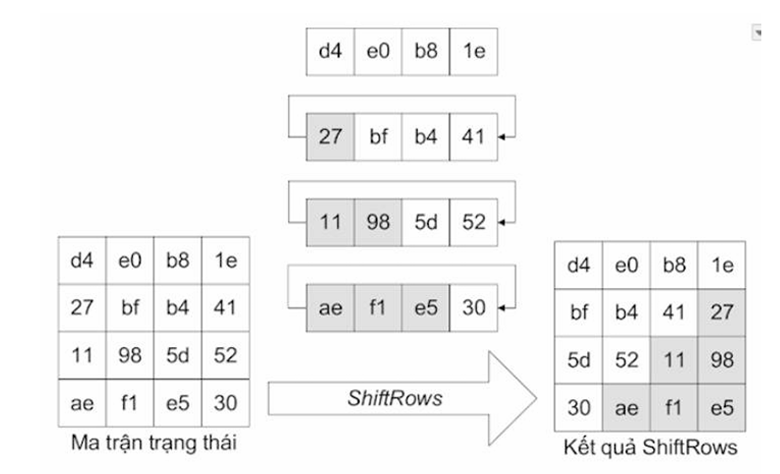 d4 e0 b8 1e
27 bf b4 41
11 98 5d 52
ae f1 e5 30
d4 e0 b8 1e
27 bf b4 41
11 98 5d 52
ae f1 e5 30
Ma trận trạng thái
ShiftRows
d4 e0 b8 1e
bf b4 41 27
5d 52 11 98
30 ae f1 e5
Kết quả ShiftRows